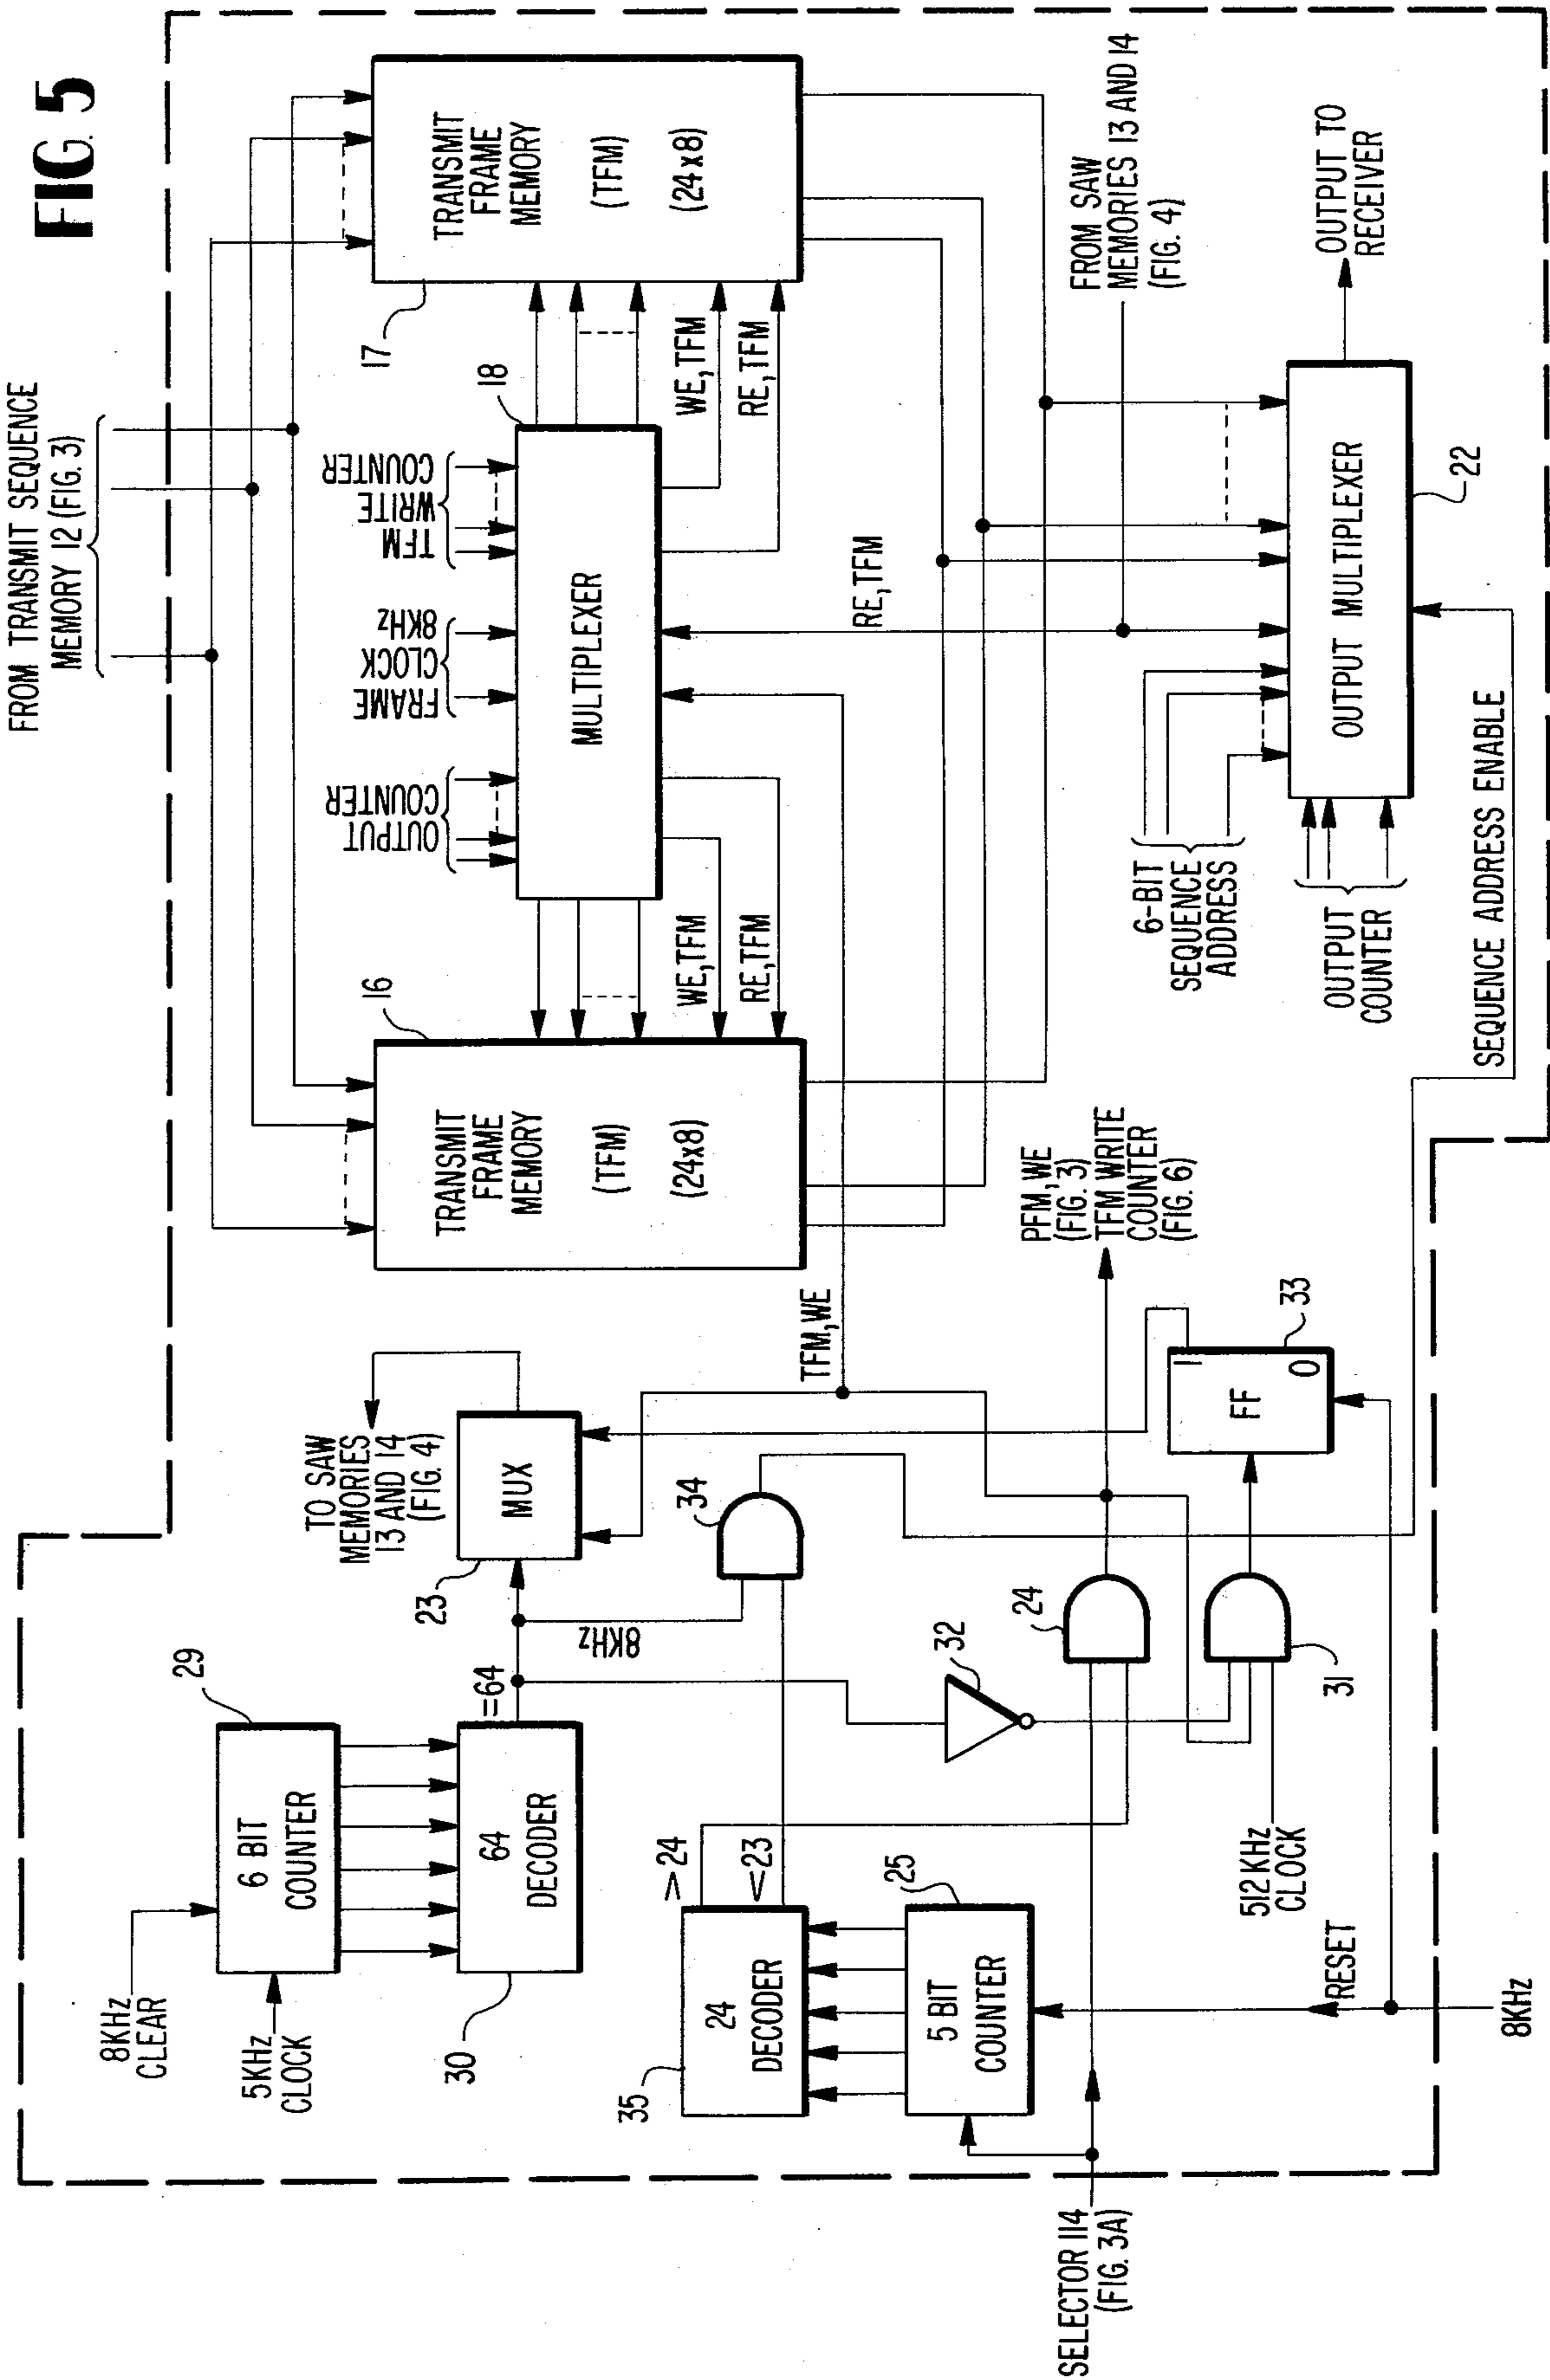 FIG. 5
FROM TRANSMIT SEQUENCE
MEMORY 12 (FIG. 3)
8KHz
CLEAR
5KHz
CLOCK
6 BIT
COUNTER
29
64
DECODER
30
=64
8KHz
23
MUX
TO SAW
MEMORIES
13 AND 14
(FIG. 4)
34
35
24
DECODER
>24
<23
25
5 BIT
COUNTER
32
24
31
512KHz
CLOCK
RESET
8KHz
SELECTOR 114
(FIG. 3A)
FF
1
0
33
PFM,WE
(FIG. 3)
TFM WRITE
COUNTER
(FIG. 6)
TFM,WE
16
TRANSMIT
FRAME
MEMORY
(TFM)
(24x8)
WE,TFM
RE,TFM
OUTPUT
COUNTER
FRAME
CLOCK
8KHz
TFM
WRITE
COUNTER
MULTIPLEXER
18
WE,TFM
RE,TFM
17
TRANSMIT
FRAME
MEMORY
(TFM)
(24x8)
RE,TFM
FROM SAW
MEMORIES 13 AND 14
(FIG. 4)
6-BIT
SEQUENCE
ADDRESS
OUTPUT
COUNTER
OUTPUT MULTIPLEXER
22
OUTPUT TO
RECEIVER
SEQUENCE ADDRESS ENABLE